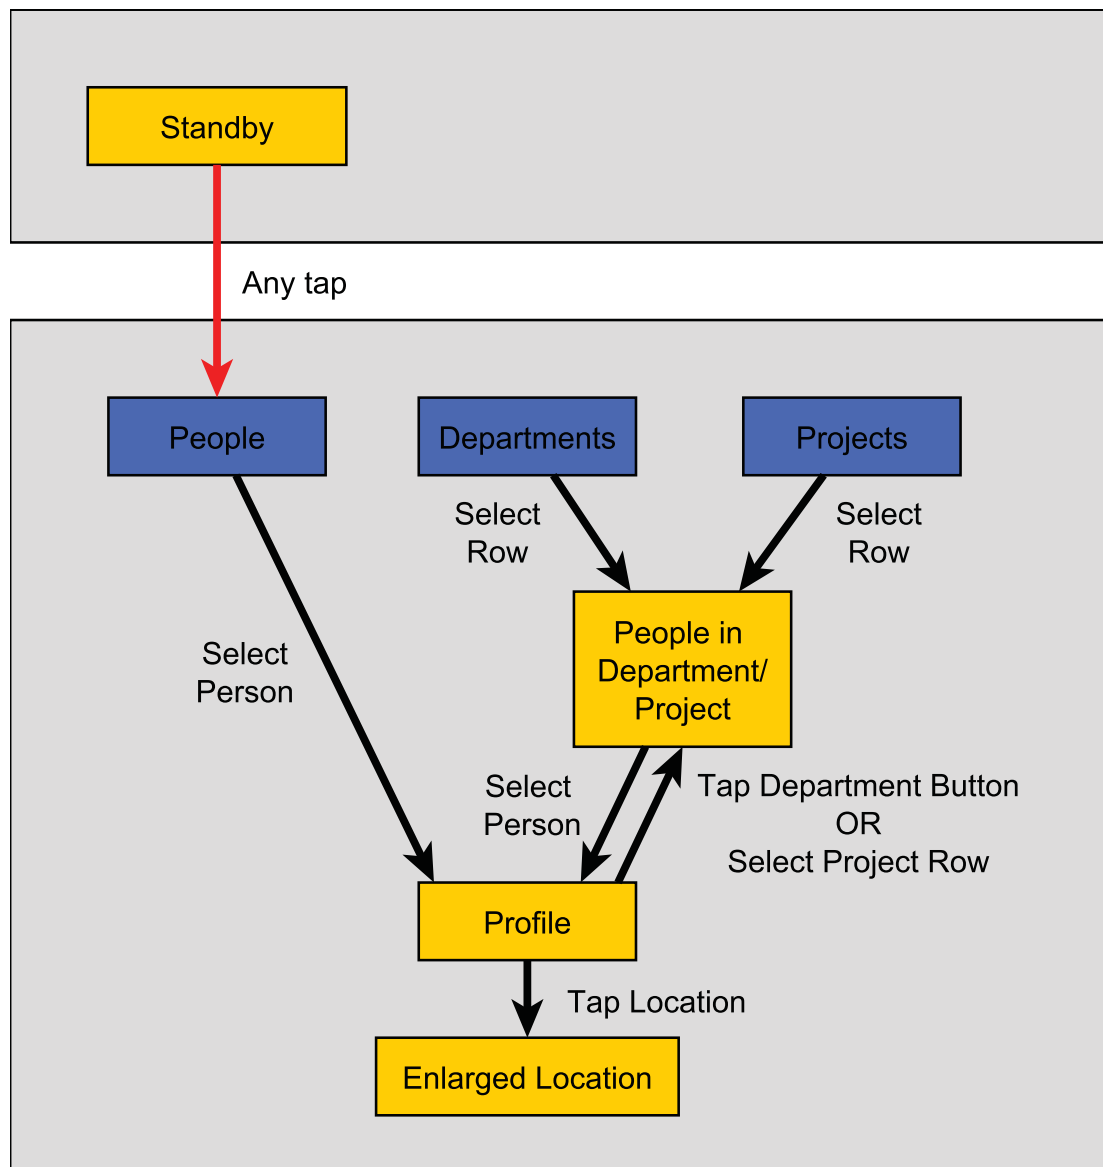 Standby
Any tap
People
Departments
Projects
Select
Row
Select
Row
People in
Department/
Project
Select
Person
Select
Person
Tap Department Button
OR
Select Project Row
Profile
Tap Location
Enlarged Location